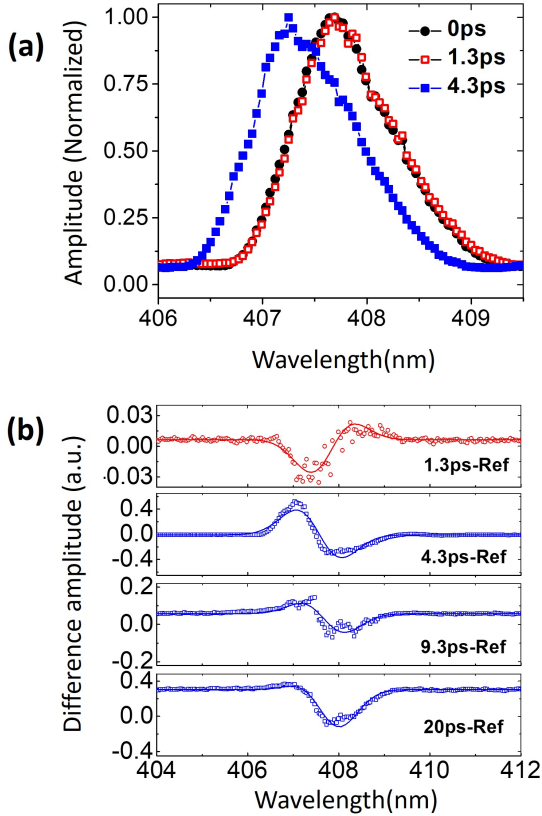 (a)
Amplitude (Normalized)
1.00
0.75
0.50
0.25
0.00
0ps
1.3ps
4.3ps
406 407 408 409
Wavelength(nm)
(b)
Difference amplitude (a.u.)
0.03
0.00
-0.03
1.3ps-Ref
0.4
0.0
-0.4
4.3ps-Ref
0.2
0.0
-0.2
9.3ps-Ref
0.4
0.0
-0.4
20ps-Ref
404 406 408 410 412
Wavelength(nm)